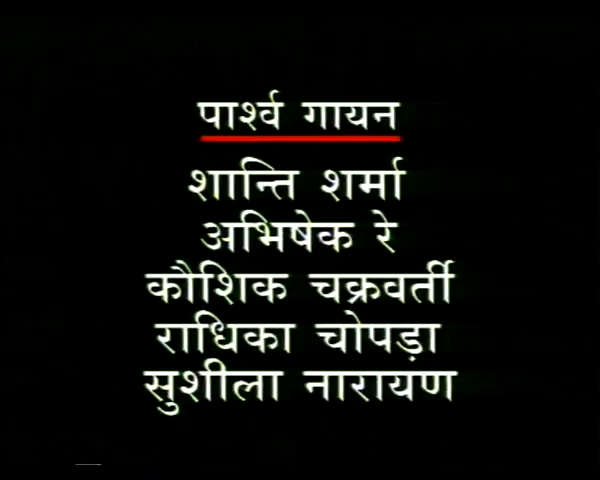 पार्श्व गायन
शान्ति शर्मा
अभिषेक रे
कौशिक चक्रवर्ती
राधिका चोपड़ा
सुशीला नारायण